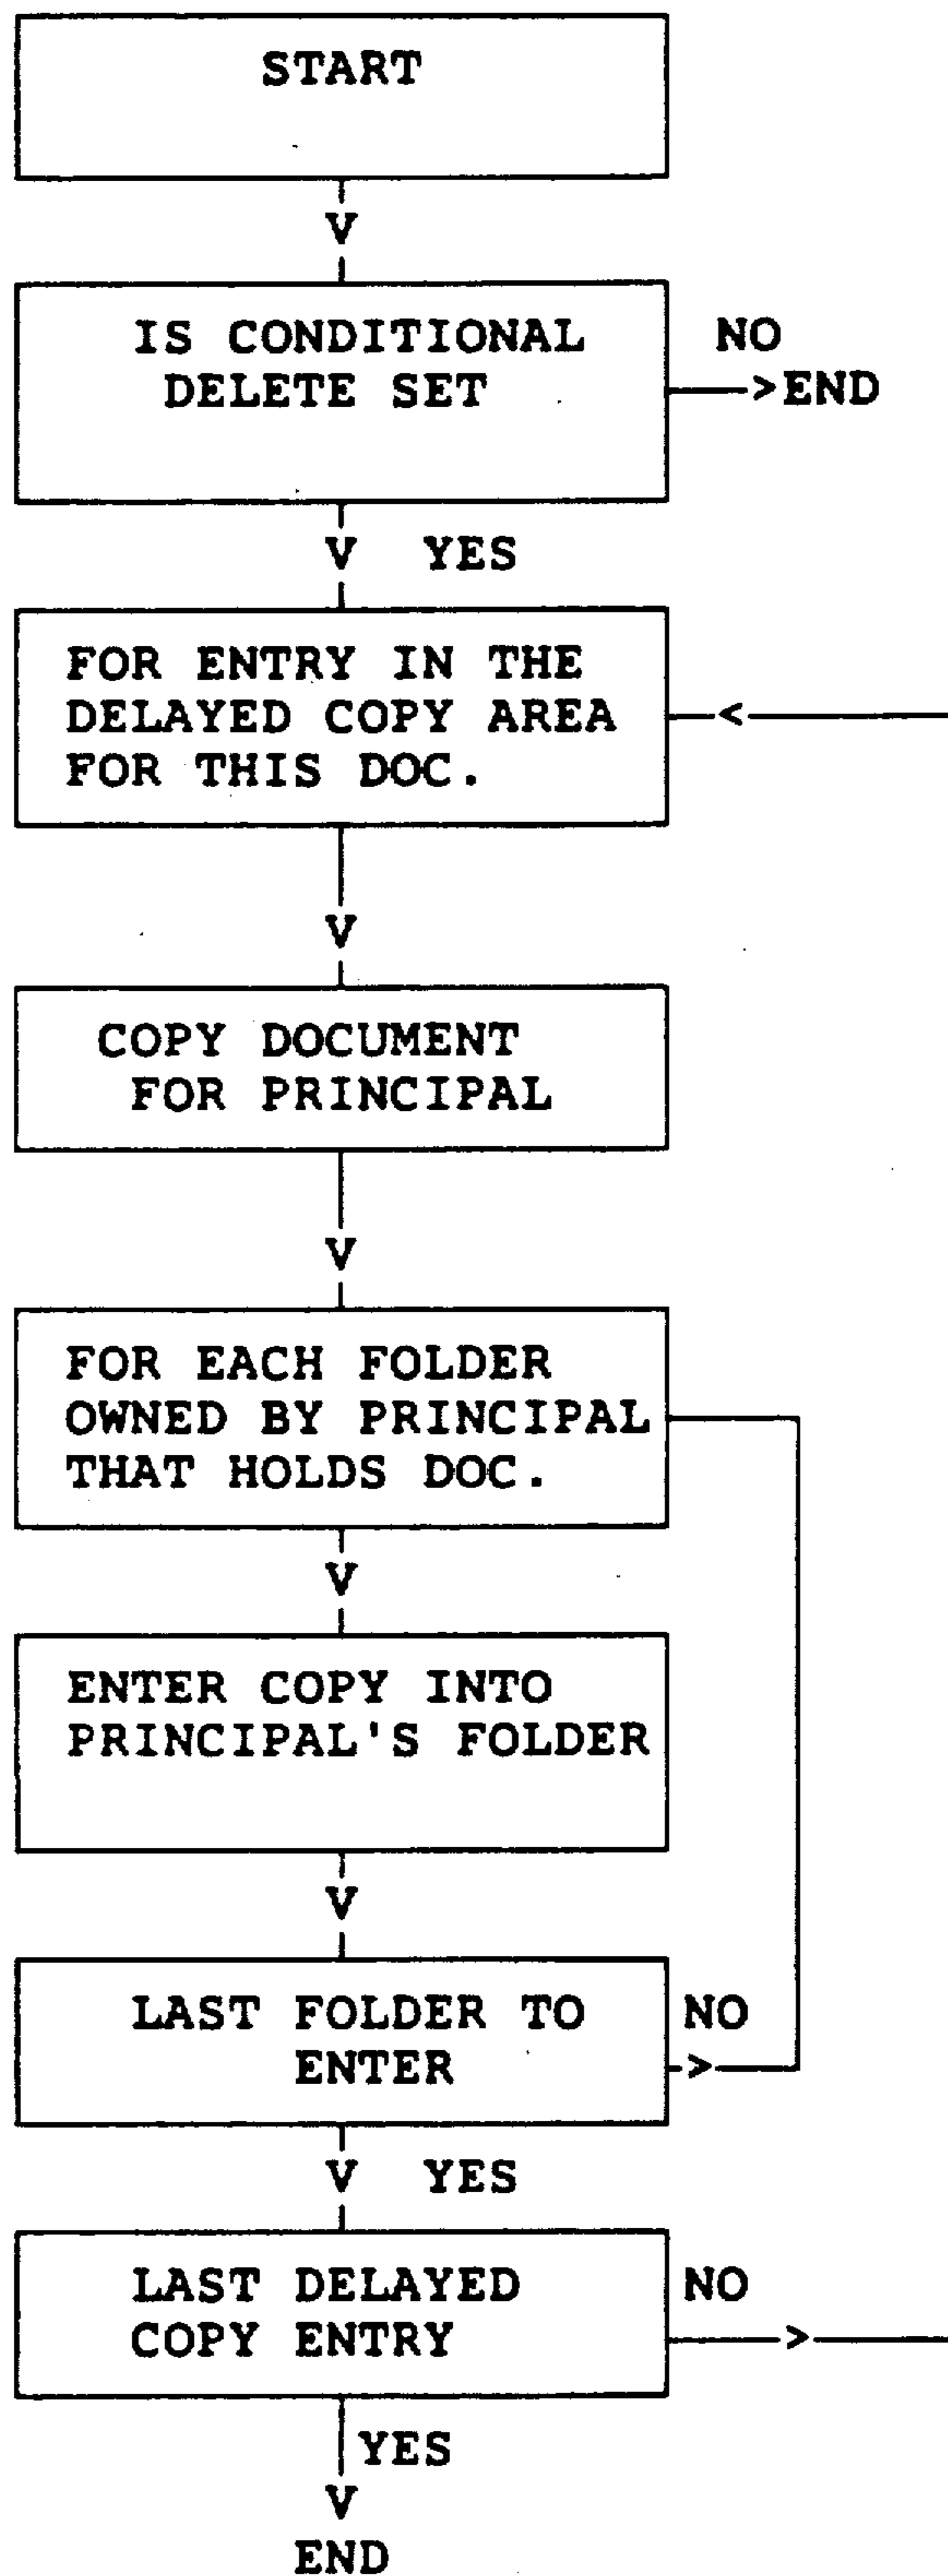 START
V
IS CONDITIONAL
DELETE SET
NO
>END
V YES
FOR ENTRY IN THE
DELAYED COPY AREA
FOR THIS DOC.
<
V
COPY DOCUMENT
FOR PRINCIPAL
V
FOR EACH FOLDER
OWNED BY PRINCIPAL
THAT HOLDS DOC.
V
ENTER COPY INTO
PRINCIPAL'S FOLDER
V
LAST FOLDER TO
ENTER
NO
>
V YES
LAST DELAYED
COPY ENTRY
NO
>
YES
V
END